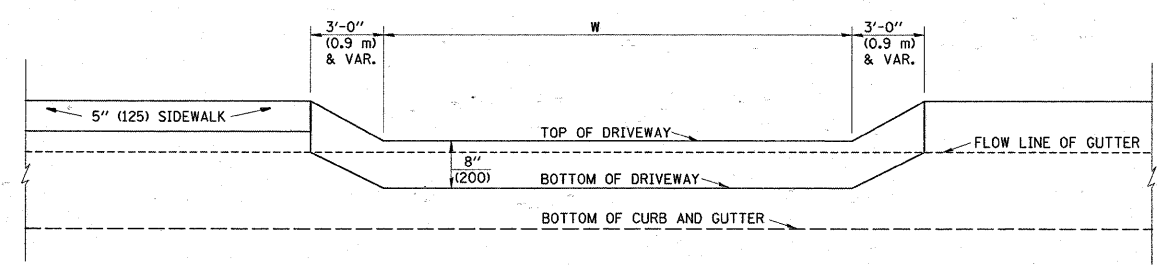 3'-0"
(0.9 m)
& VAR.
W
3'-0"
(0.9 m)
& VAR.
5" (125) SIDEWALK
TOP OF DRIVEWAY
FLOW LINE OF GUTTER
8"
(200)
BOTTOM OF DRIVEWAY
BOTTOM OF CURB AND GUTTER